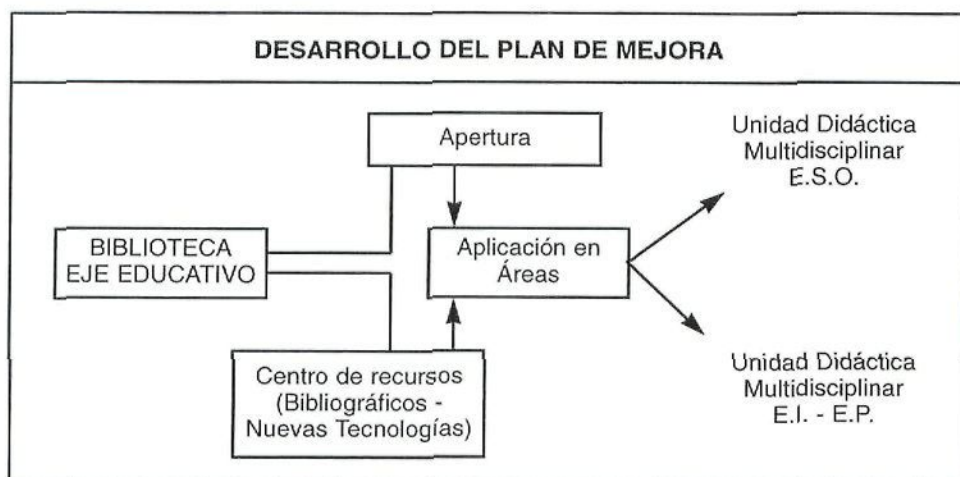 DESARROLLO DEL PLAN DE MEJORA
Apertura
Unidad Didáctica
Multidisciplinar
E.S.O.
BIBLIOTECA
EJE EDUCATIVO
Aplicación en
Áreas
Centro de recursos
(Bibliográficos -
Nuevas Tecnologías)
Unidad Didáctica
Multidisciplinar
E.I. - E.P.